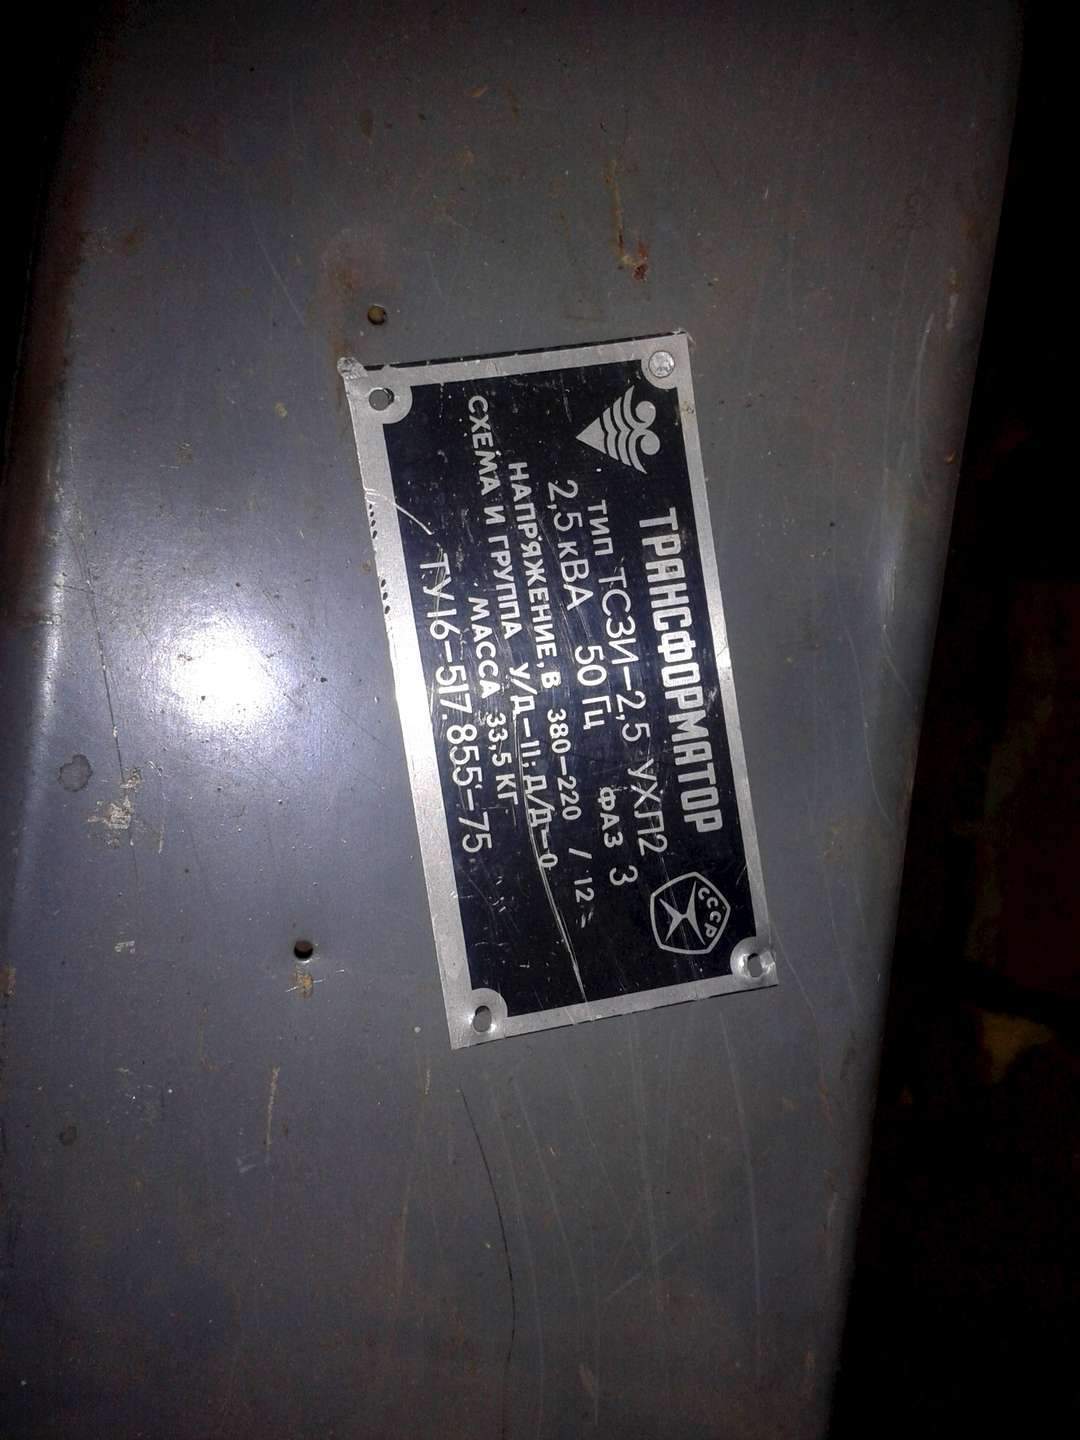 ТРАНСФОРМАТОР
ТИП ТСЗИ-2,5 УХЛ2
2,5 кВА 50 Гц ФАЗ 3
НАПРЯЖЕНИЕ, В 380-220 / 12
СХЕМА И ГРУППА У/Д-11; Д/Д-0
МАССА 33,5 КГ
ТУ16-517.855-75
СССР